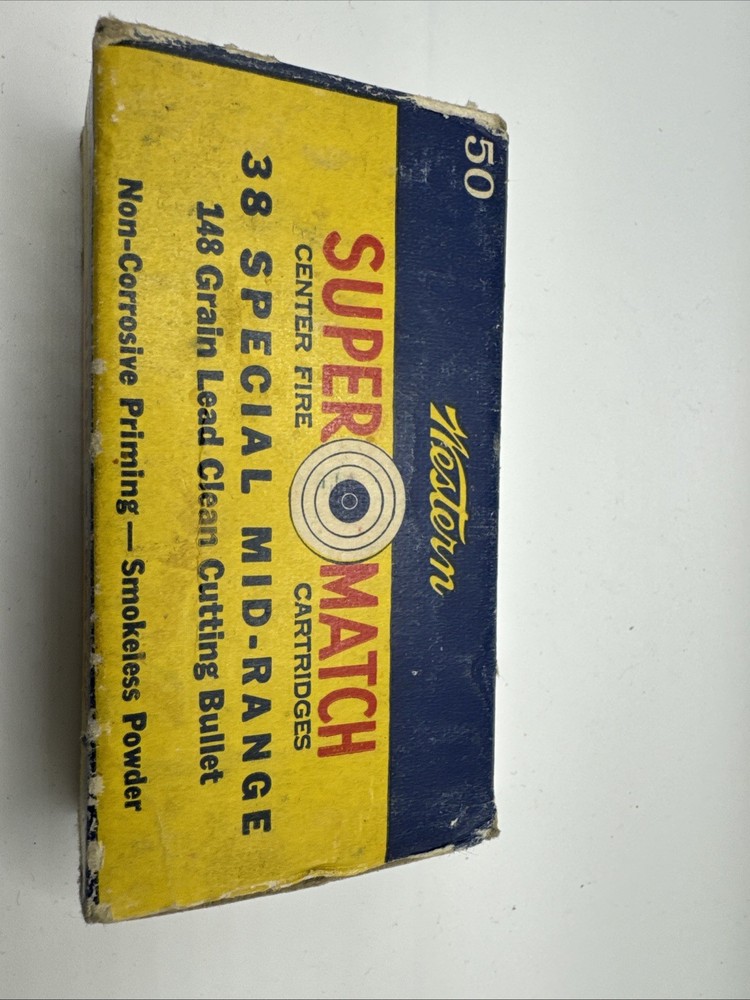 50
Western
SUPER MATCH
CENTER FIRE CARTRIDGES
38 SPECIAL MID-RANGE
148 Grain Lead Clean Cutting Bullet
Non-Corrosive Priming — Smokeless Powder